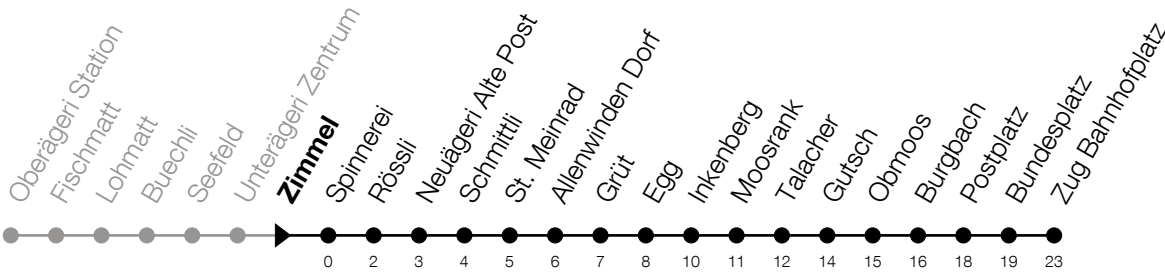 Oberägeri Station
Fischmatt
Lohmatt
Buechli
Seefeld
Unterägeri Zentrum
Zimmel
Spinnerei
Rössli
Neuägeri Alte Post
Schmittli
St. Meinrad
Allenwinden Dorf
Grüt
Egg
Inkenberg
Moosrank
Talacher
Gutsch
Obmoos
Burgbach
Postplatz
Bundesplatz
Zug Bahnhofplatz
0 2 3 4 5 6 7 8 10 11 12 14 15 16 18 19 23